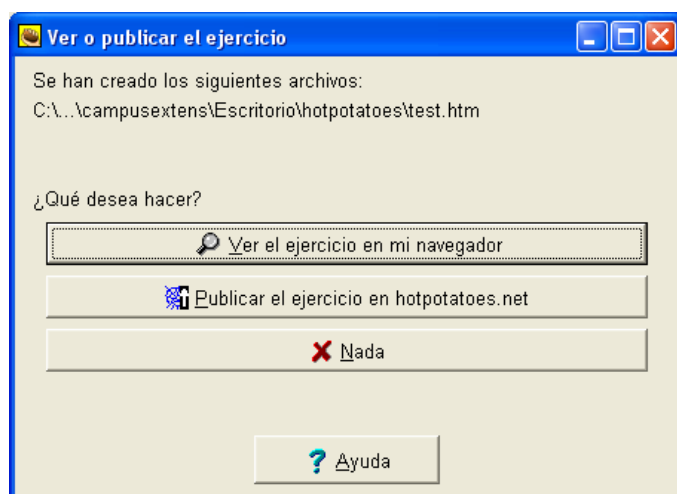 Ver o publicar el ejercicio
Se han creado los siguientes archivos:
C:\...\campusextens\Escritorio\hotpotatoes\test.htm
¿Qué desea hacer?
Ver el ejercicio en mi navegador
Publicar el ejercicio en hotpotatoes.net
Nada
Ayuda